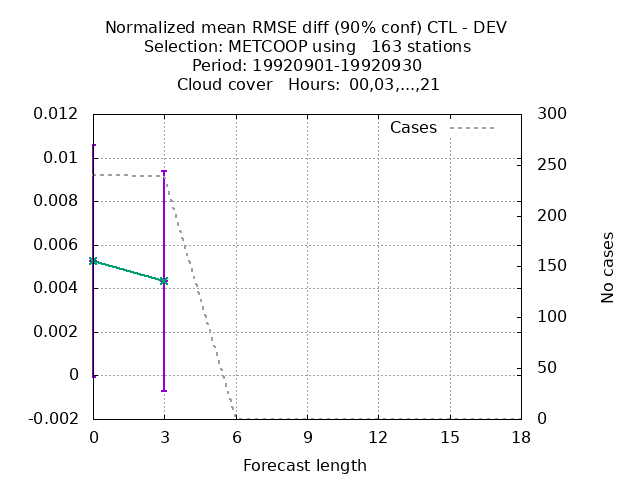 Normalized mean RMSE diff (90% conf) CTL - DEV
Selection: METCOOP using   163 stations
Period: 19920901-19920930
Cloud cover   Hours:  00,03,...,21
0.012
0.01
0.008
0.006
0.004
0.002
0
-0.002
Cases
300
250
200
150
100
50
0
No cases
0 3 6 9 12 15 18
Forecast length